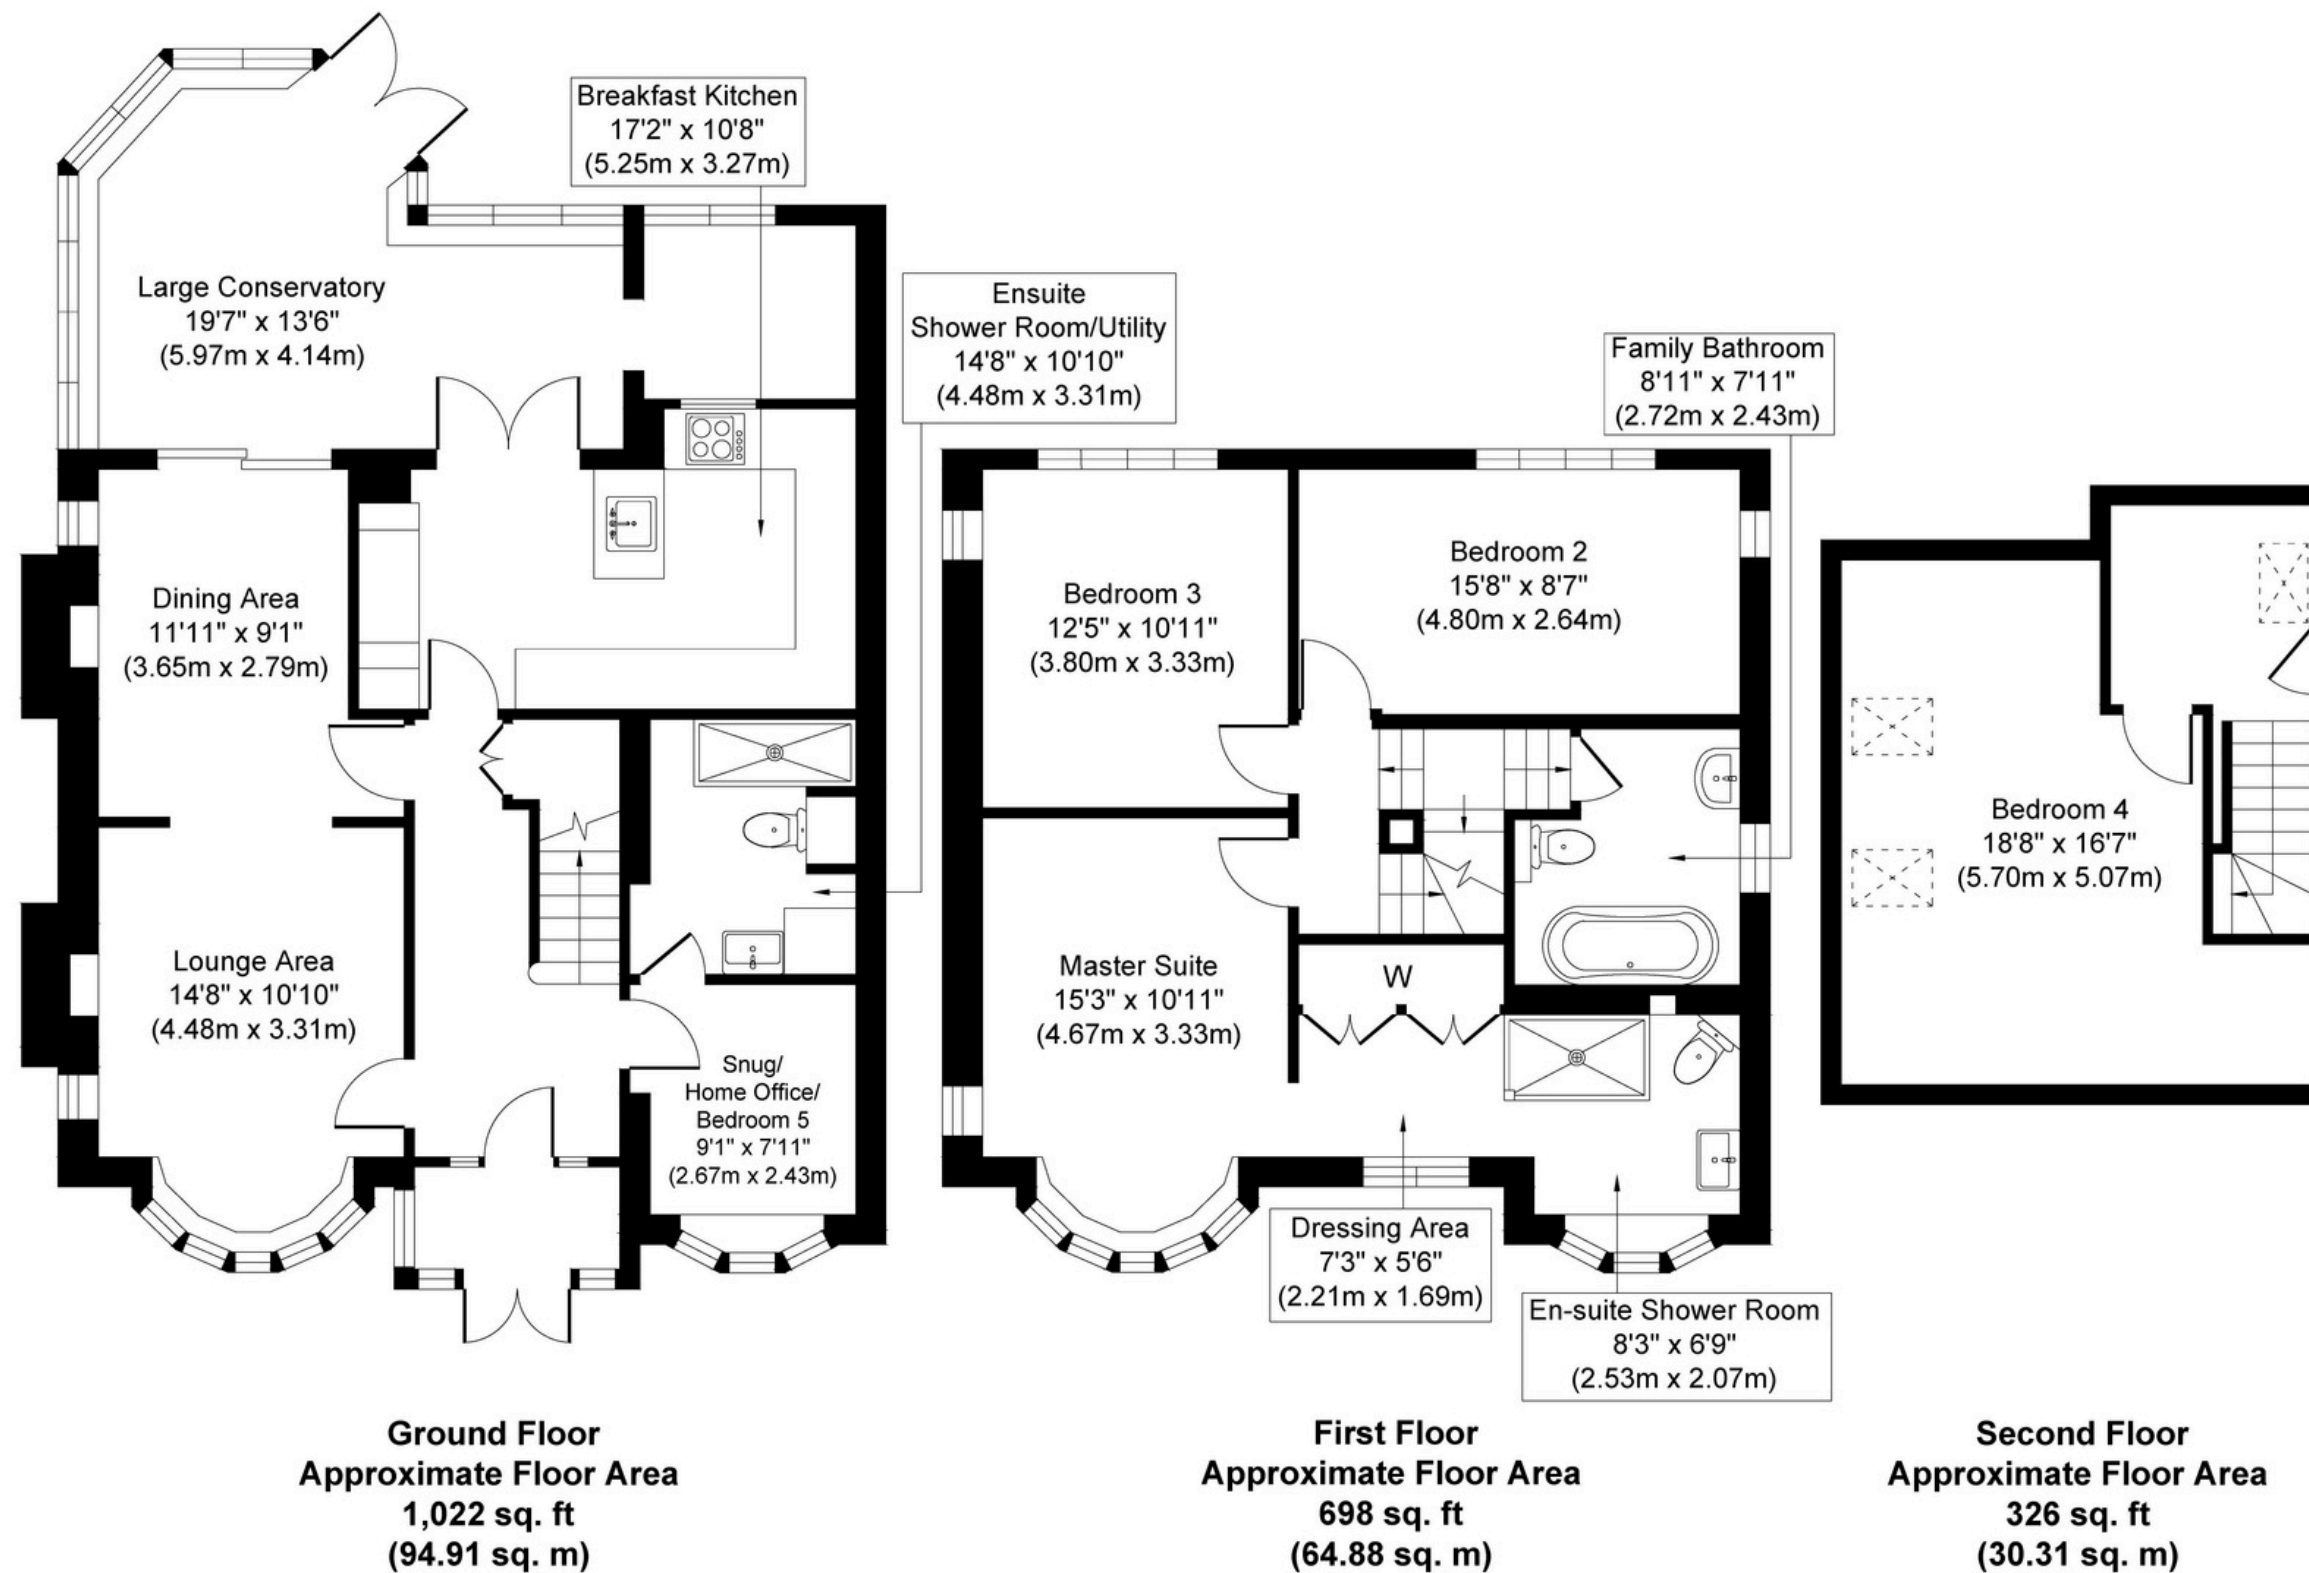 Breakfast Kitchen
17'2" x 10'8"
(5.25m x 3.27m)
Large Conservatory
19'7" x 13'6"
(5.97m x 4.14m)
Ensuite
Shower Room/Utility
14'8" x 10'10"
(4.48m x 3.31m)
Dining Area
11'11" x 9'1"
(3.65m x 2.79m)
Lounge Area
14'8" x 10'10"
(4.48m x 3.31m)
Snug/
Home Office/
Bedroom 5
9'1" x 7'11"
(2.67m x 2.43m)
Ground Floor
Approximate Floor Area
1,022 sq. ft
(94.91 sq. m)
Family Bathroom
8'11" x 7'11"
(2.72m x 2.43m)
Bedroom 3
12'5" x 10'11"
(3.80m x 3.33m)
Bedroom 2
15'8" x 8'7"
(4.80m x 2.64m)
Master Suite
15'3" x 10'11"
(4.67m x 3.33m)
W
Dressing Area
7'3" x 5'6"
(2.21m x 1.69m)
En-suite Shower Room
8'3" x 6'9"
(2.53m x 2.07m)
First Floor
Approximate Floor Area
698 sq. ft
(64.88 sq. m)
Bedroom 4
18'8" x 16'7"
(5.70m x 5.07m)
Second Floor
Approximate Floor Area
326 sq. ft
(30.31 sq. m)